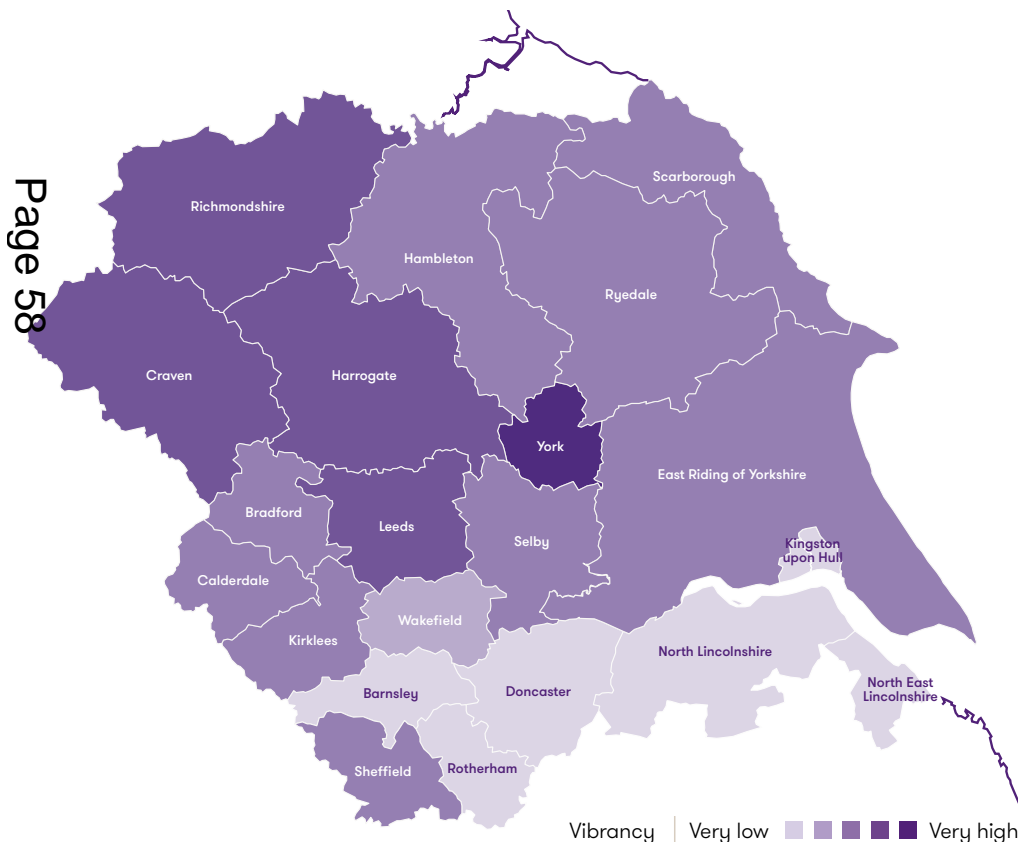 Page 58
Scarborough
Richmondshire
Hambleton
Ryedale
Craven
Harrogate
York
East Riding of Yorkshire
Bradford
Leeds
Selby
Kingston
upon Hull
Calderdale
Wakefield
Kirklees
North Lincolnshire
Barnsley
Doncaster
North East
Lincolnshire
Sheffield
Rotherham
Vibrancy Very low Very high